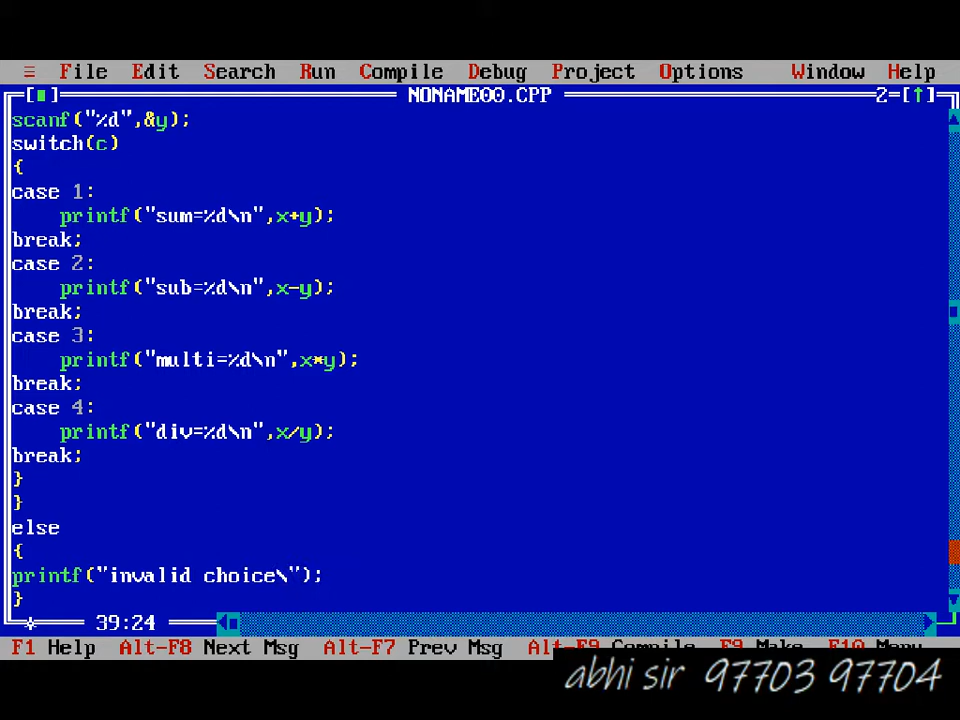 ≡ File Edit Search Run Compile Debug Project Options Window Help
[■] NONAME00.CPP 2=[↑]
scanf("%d",&y);
switch(c)
{
case 1:
    printf("sum=%d\n",x+y);
break;
case 2:
    printf("sub=%d\n",x-y);
break;
case 3:
    printf("multi=%d\n",x*y);
break;
case 4:
    printf("div=%d\n",x/y);
break;
}
}
else
{
printf("invalid choice\");
}
39:24
F1 Help Alt-F8 Next Msg Alt-F7 Prev Msg Alt-F9 Compile F9 Make F10 Menu
abhi sir 97703 97704